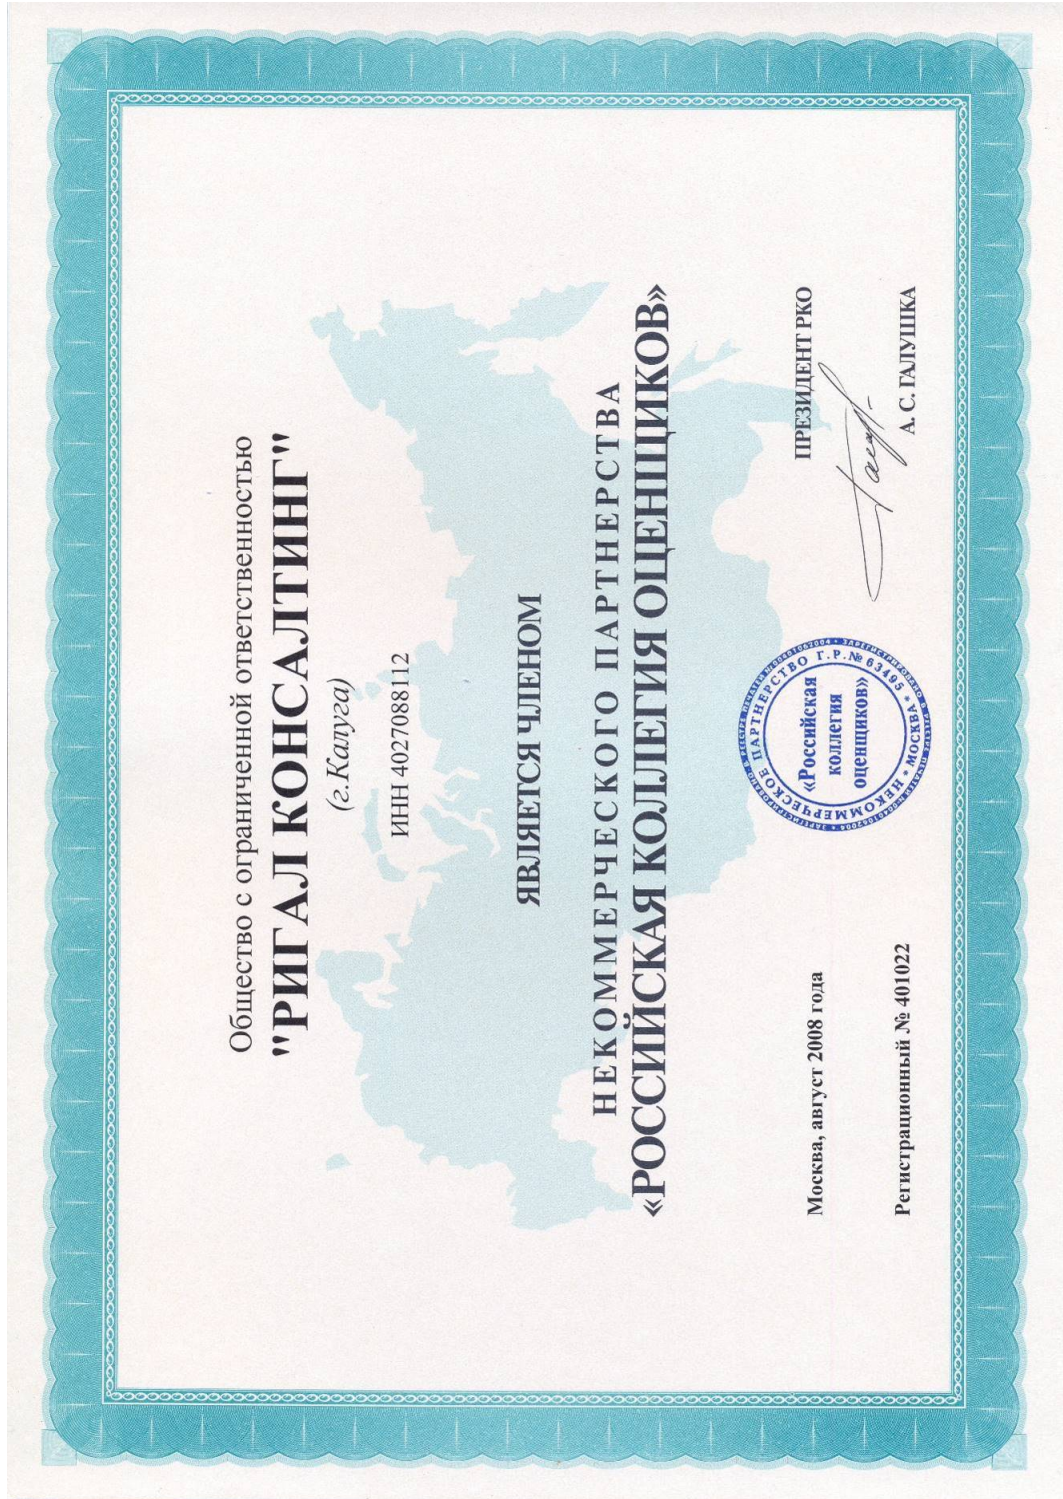 Общество с ограниченной ответственностью
"РИГАЛ КОНСАЛТИНГ"
(г.Калуга)
ИНН 4027088112
ЯВЛЯЕТСЯ ЧЛЕНОМ
НЕКОММЕРЧЕСКОГО ПАРТНЕРСТВА
«РОССИЙСКАЯ КОЛЛЕГИЯ ОЦЕНЩИКОВ»
Москва, август 2008 года
Регистрационный № 401022
НЕКОММЕРЧЕСКОЕ ПАРТНЕРСТВО Г.Р.№ 63495 * МОСКВА *
«Российская
коллегия
оценщиков»
ПРЕЗИДЕНТ РКО
А. С. ГАЛУШКА